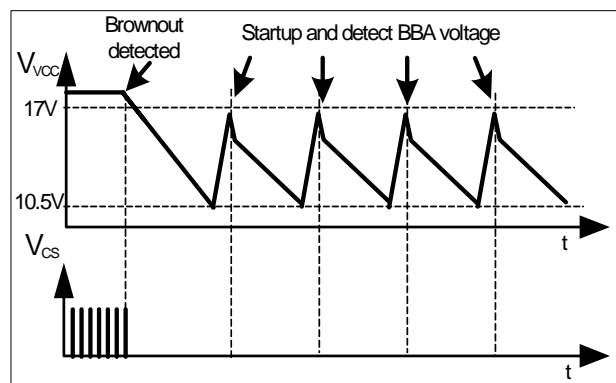 Brownout
detected
Startup and detect BBA voltage
VVCC
17V
10.5V
t
VCS
t